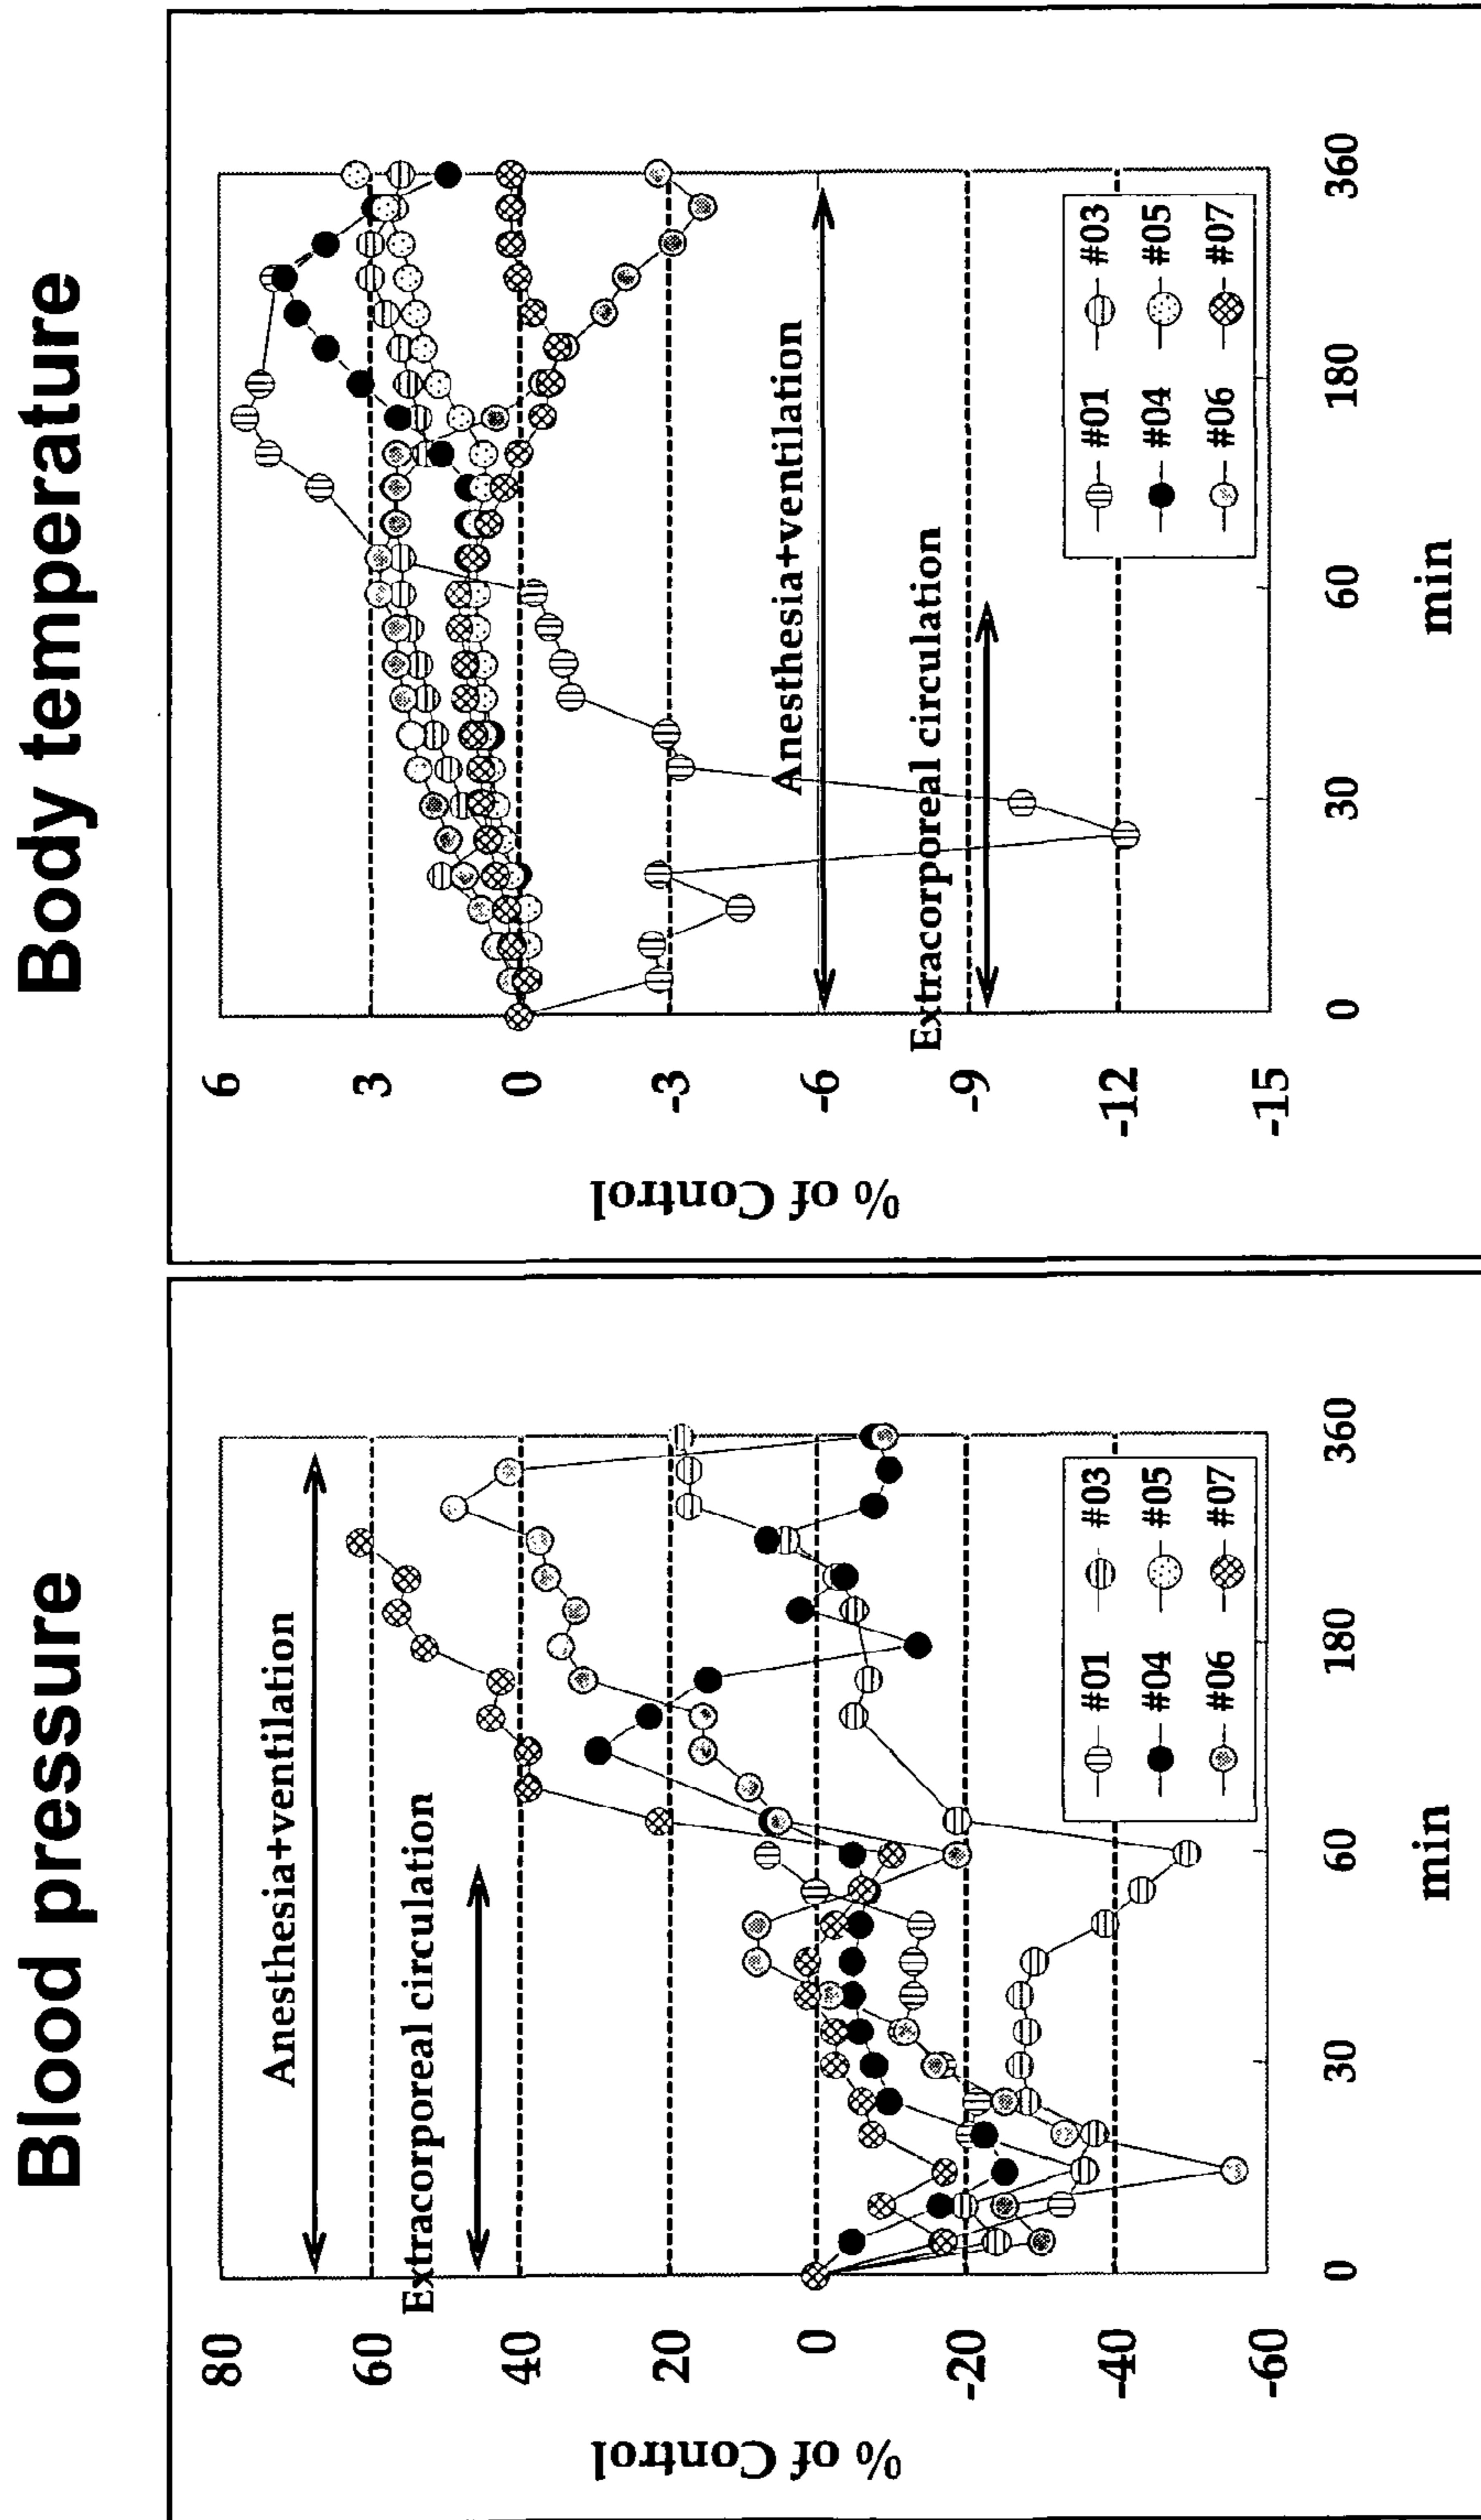 Blood pressure
% of Control
80
60
40
20
0
-20
-40
-60
Anesthesia+ventilation
Extracorporeal circulation
#01 #03
#04 #05
#06 #07
0 30 60 180 360
min
Body temperature
% of Control
6
3
0
-3
-6
-9
-12
-15
Anesthesia+ventilation
Extracorporeal circulation
#01 #03
#04 #05
#06 #07
0 30 60 180 360
min